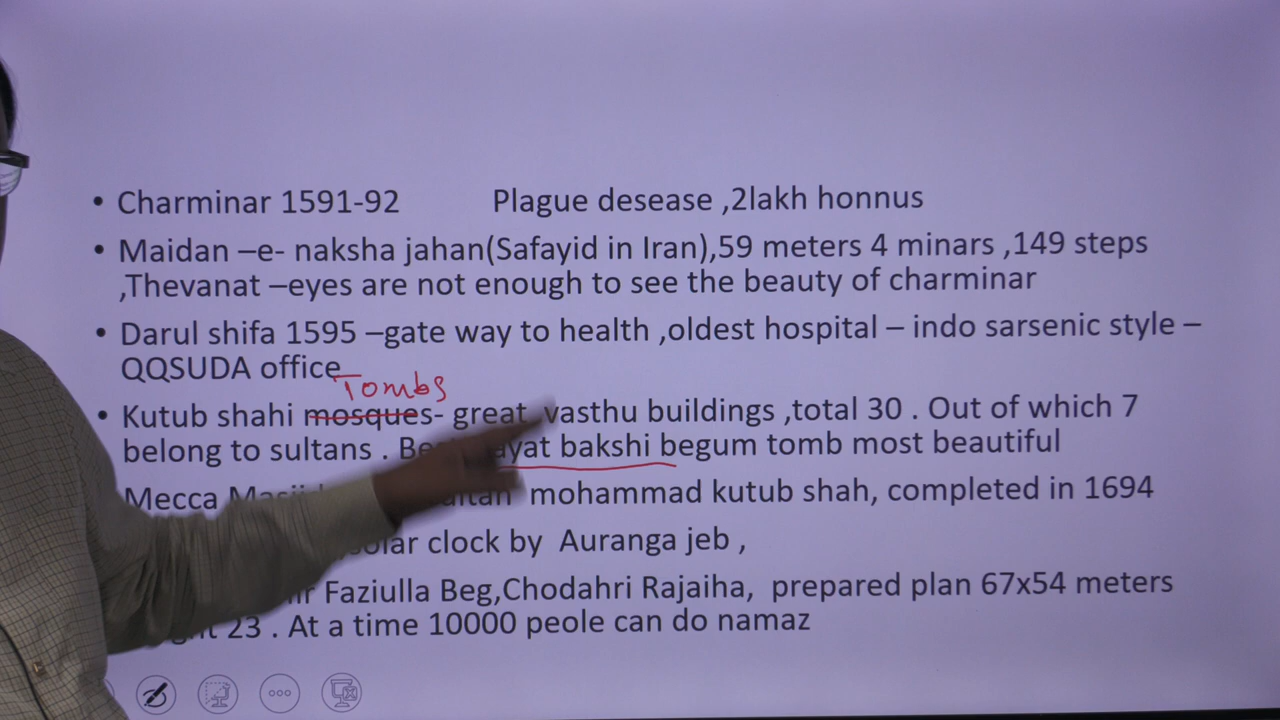 • Charminar 1591-92 Plague desease ,2lakh honnus
• Maidan –e- naksha jahan(Safayid in Iran),59 meters 4 minars ,149 steps
,Thevanat –eyes are not enough to see the beauty of charminar
• Darul shifa 1595 –gate way to health ,oldest hospital – indo sarsenic style –
QQSUDA office
Tombs
• Kutub shahi mosques- great ,vasthu buildings ,total 30 . Out of which 7
belong to sultans . bakshi begum tomb most beautiful
Mecca mohammad kutub shah, completed in 1694
solar clock by Auranga jeb ,
Faziulla Beg,Chodahri Rajaiha, prepared plan 67x54 meters
23 . At a time 10000 peole can do namaz